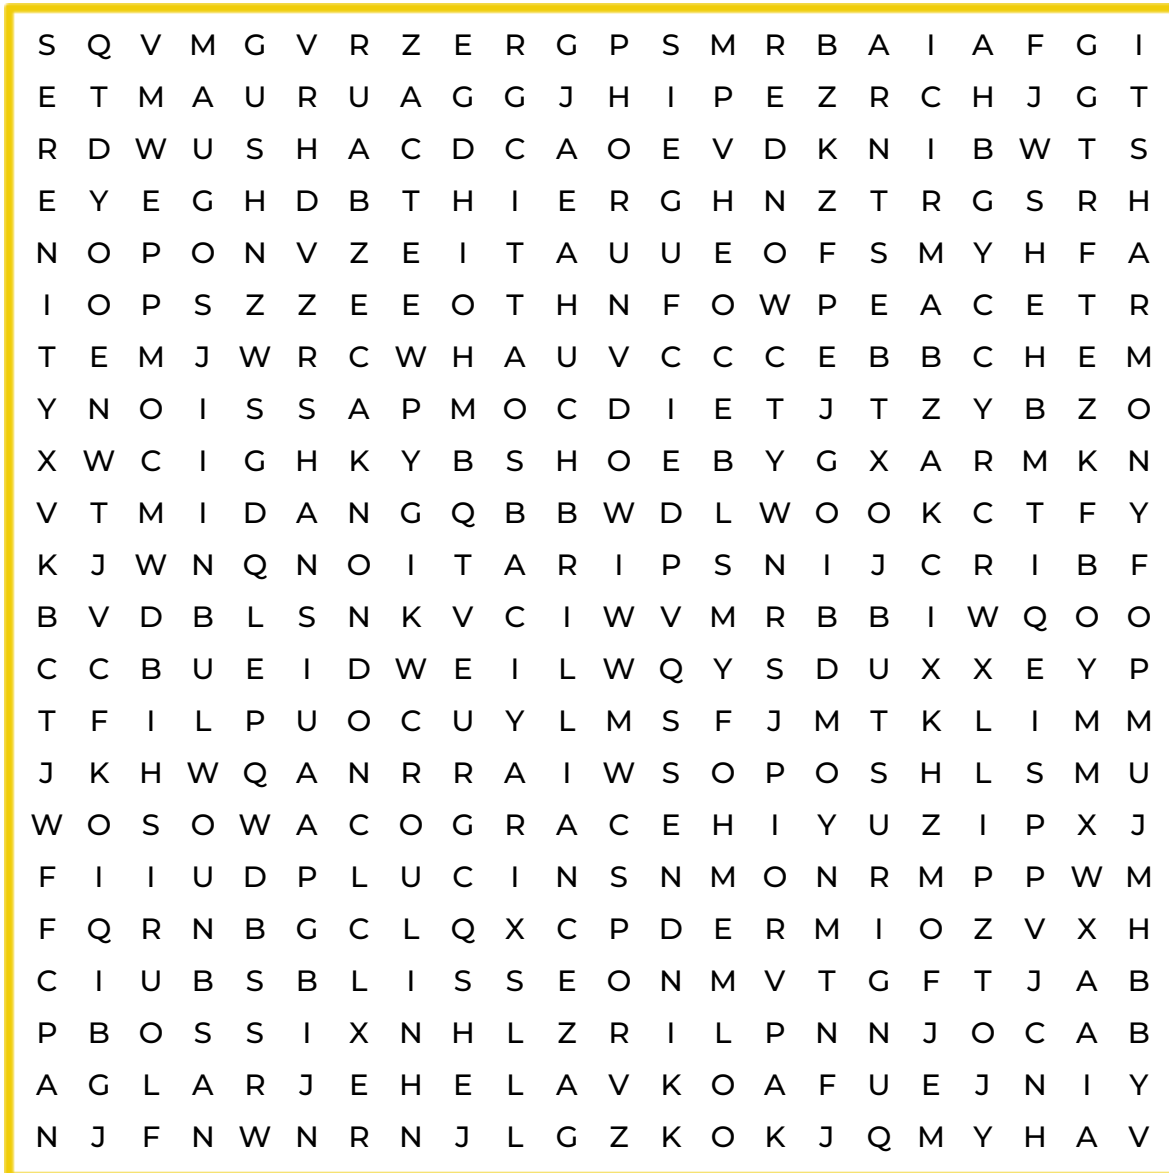 S Q V M G V R Z E R G P S M R B A I A F G I
E T M A U R U A G G J H I P E Z R C H J G T
R D W U S H A C D C A O E V D K N I B W T S
E Y E G H D B T H I E R G H N Z T R G S R H
N O P O N V Z E I T A U U E O F S M Y H F A
I O P S Z Z E E O T H N F O W P E A C E T R
T E M J W R C W H A U V C C C E B B C H E M
Y N O I S S A P M O C D I E T J T Z Y B Z O
X W C I G H K Y B S H O E B Y G X A R M K N
V T M I D A N G Q B B W D L W O O K C T F Y
K J W N Q N O I T A R I P S N I J C R I B F
B V D B L S N K V C I W V M R B B I W Q O O
C C B U E I D W E I L W Q Y S D U X X E Y P
T F I L P U O C U Y L M S F J M T K L I M M
J K H W Q A N R R A I W S O P O S H L S M U
W O S O W A C O G R A C E H I Y U Z I P X J
F I I U D P L U C I N S N M O N R M P P W M
F Q R N B G C L Q X C P D E R M I O Z V X H
C I U B S B L I S S E O N M V T G F T J A B
P B O S S I X N H L Z R I L P N N J O C A B
A G L A R J E H E L A V K O A F U E J N I Y
N J F N W N R N J L G Z K O K J Q M Y H A V